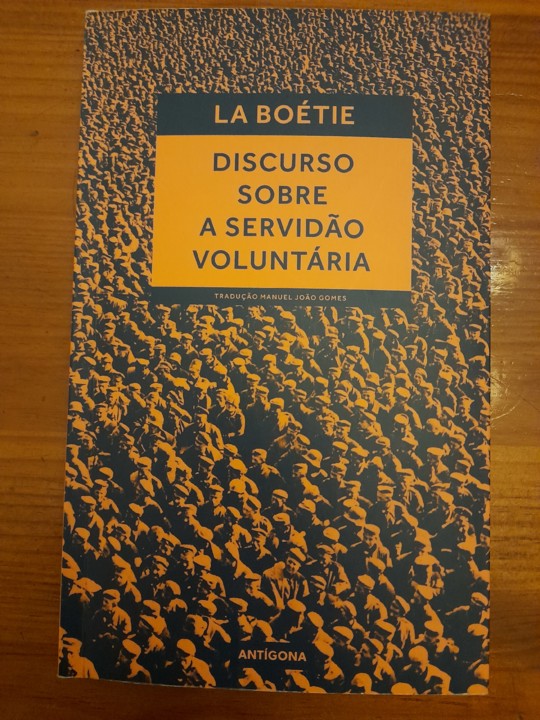 LA BOÉTIE
DISCURSO
SOBRE
A SERVIDÃO
VOLUNTÁRIA
TRADUÇÃO MANUEL JOÃO GOMES
ANTÍGONA